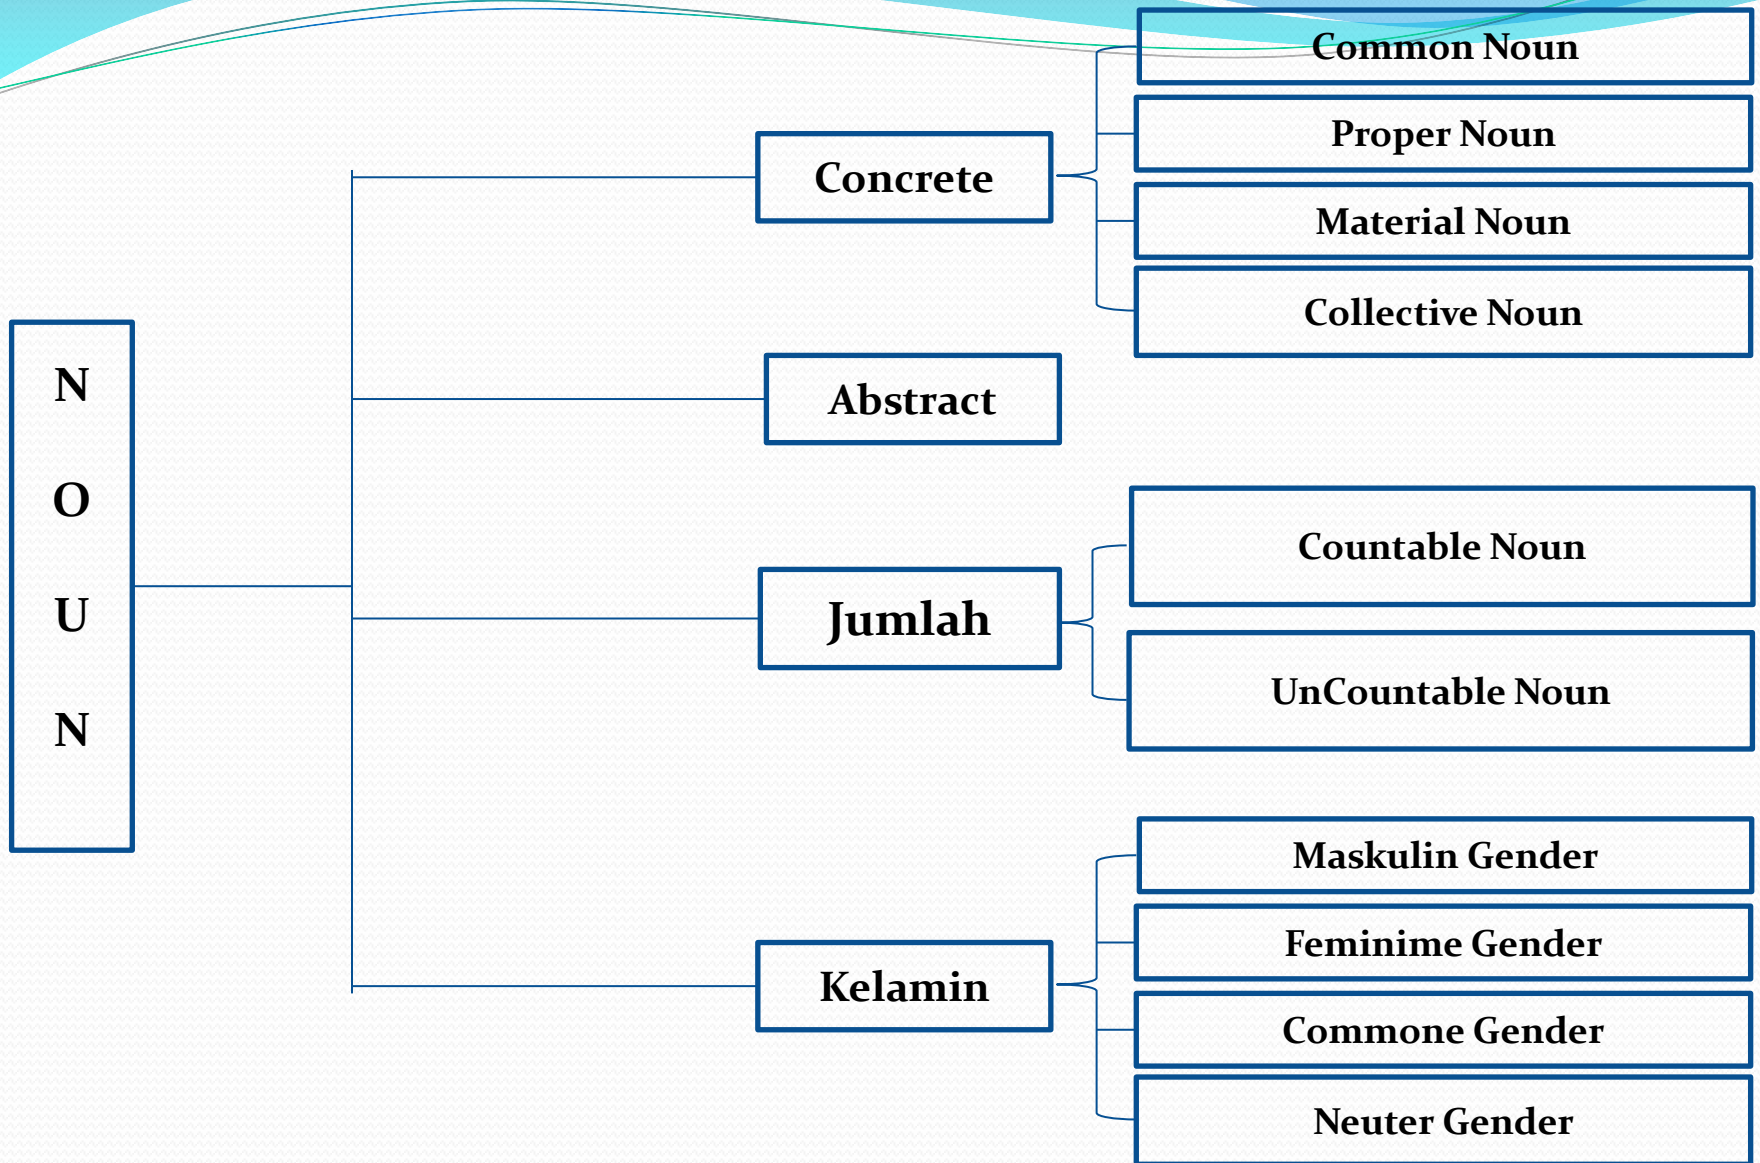 N
O
U
N
Concrete
Common Noun
Proper Noun
Material Noun
Collective Noun
Abstract
Jumlah
Countable Noun
UnCountable Noun
Kelamin
Maskulin Gender
Feminime Gender
Commone Gender
Neuter Gender